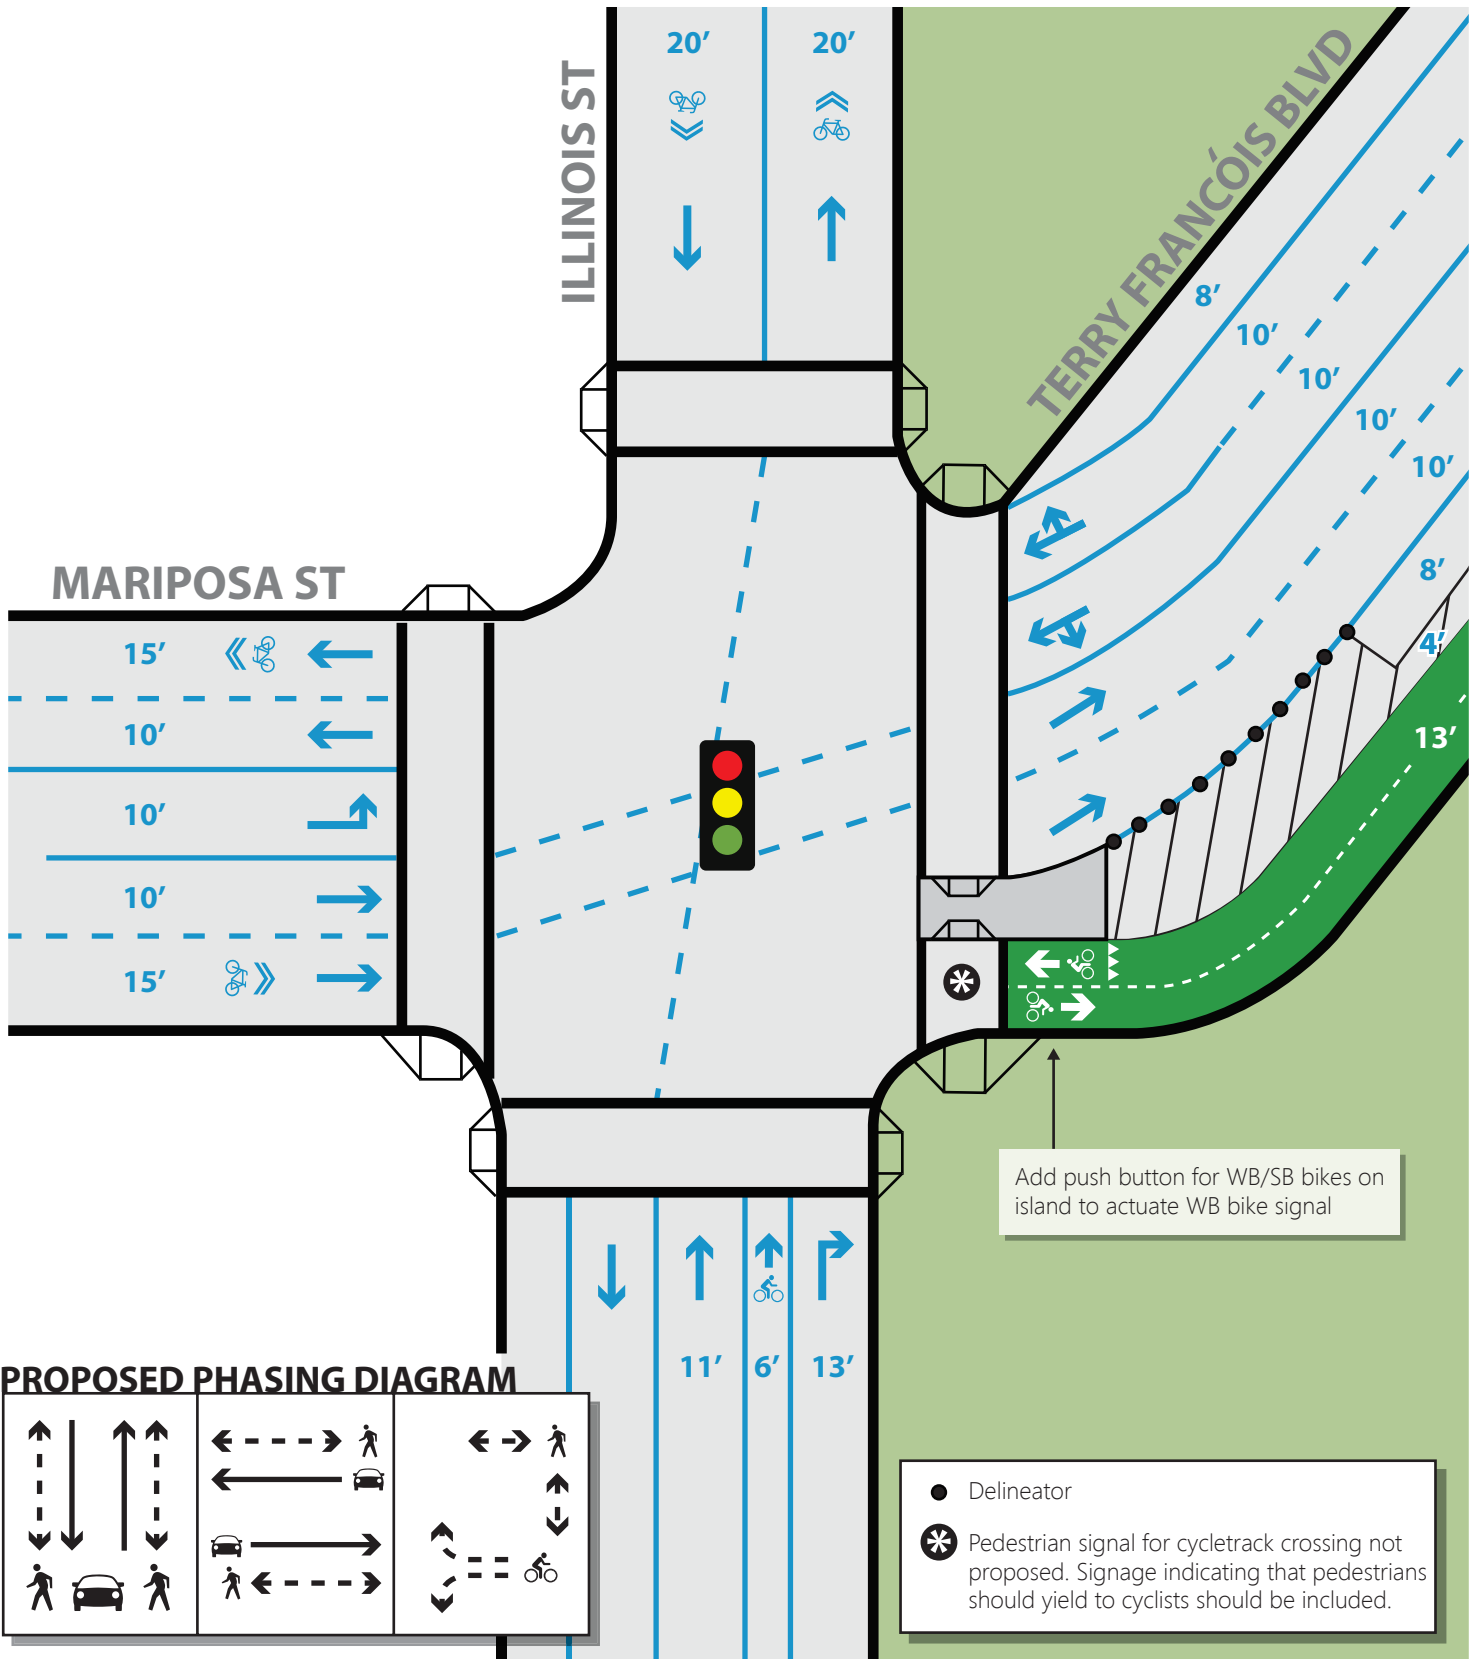 20’ 20’
ILLINOIS ST
TERRY FRANCÓIS BLVD
8’
10’
10’
10’
10’
8’
4’
13’
MARIPOSA ST
15’
10’
10’
10’
15’
Add push button for WB/SB bikes on
island to actuate WB bike signal
11’ 6’ 13’
PROPOSED PHASING DIAGRAM
Delineator
Pedestrian signal for cycletrack crossing not
proposed. Signage indicating that pedestrians
should yield to cyclists should be included.